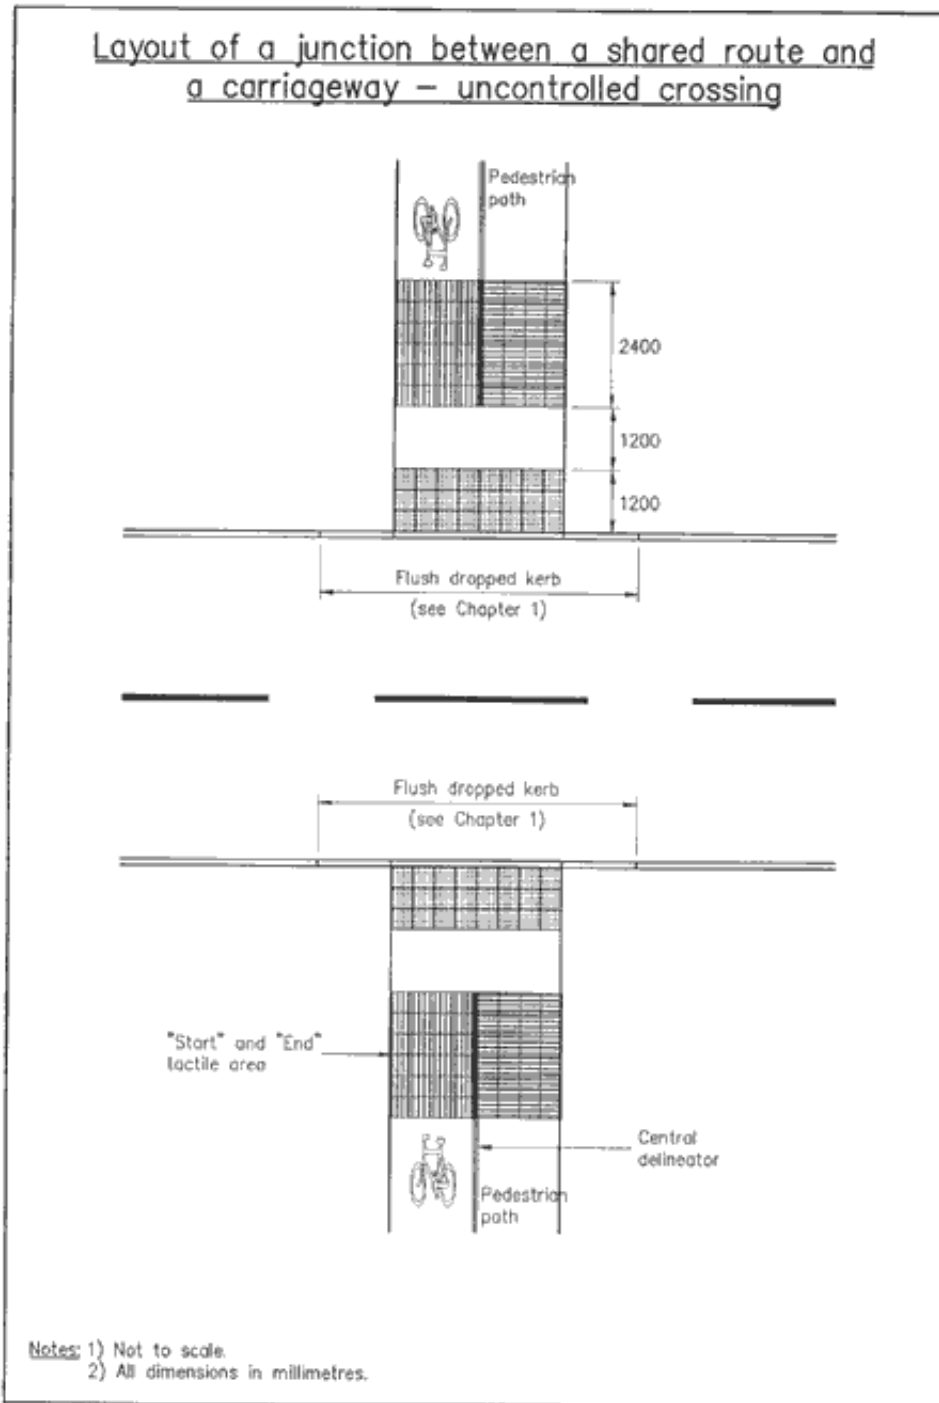 Layout of a junction between a shared route and
a carriageway – uncontrolled crossing
Pedestrian
path
2400
1200
1200
Flush dropped kerb
(see Chapter 1)
Flush dropped kerb
(see Chapter 1)
"Start" and "End"
tactile area
Central
delineator
Pedestrian
path
Notes: 1) Not to scale.
2) All dimensions in millimetres.